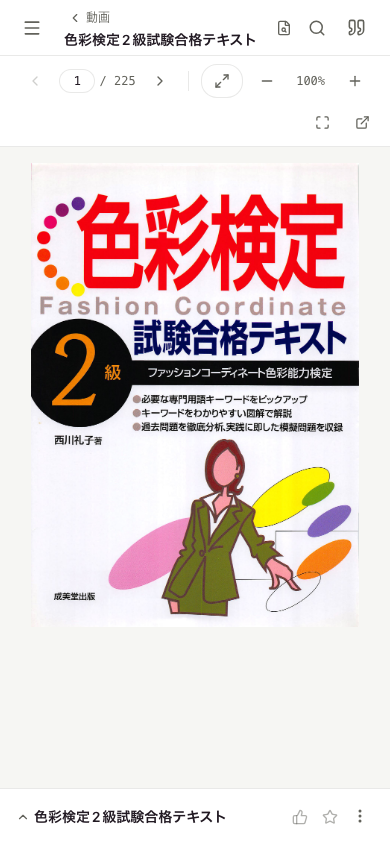 動画
色彩検定2級試験合格テキスト
1 / 225
100%
色彩検定
Fashion Coordinate
試験合格テキスト
2級
ファッションコーディネート色彩能力検定
●必要な専門用語キーワードをピックアップ
●キーワードをわかりやすい図解で解説
●過去問題を徹底分析、実践に即した模擬問題を収録
西川礼子著
成美堂出版
色彩検定2級試験合格テキスト